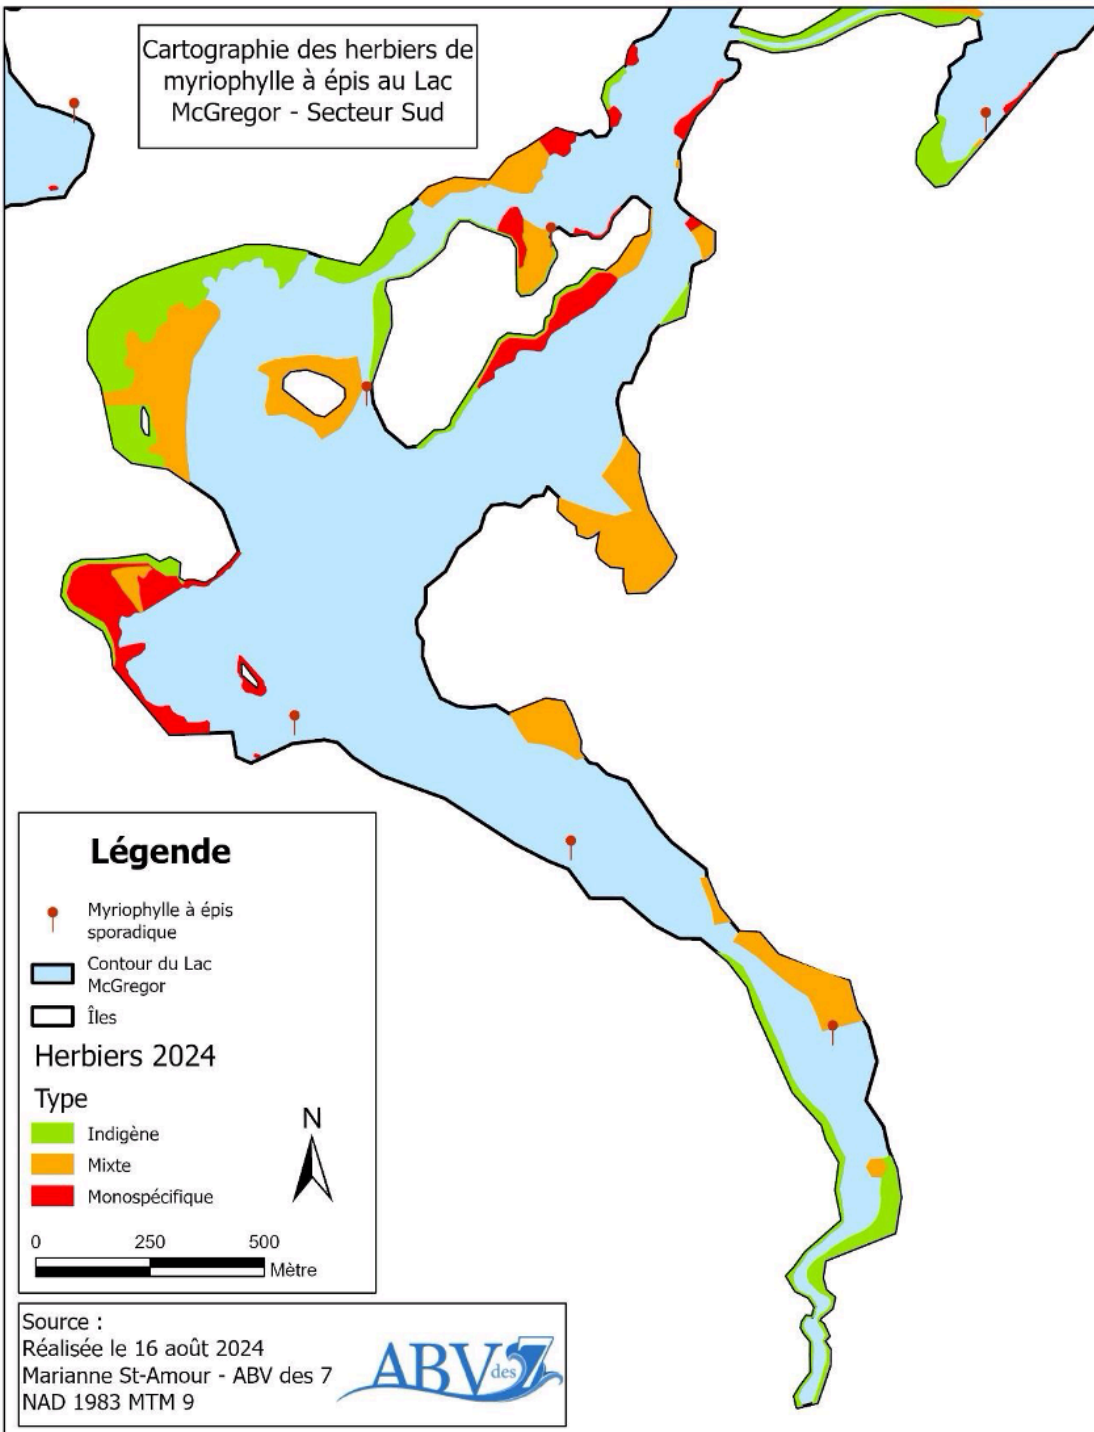 Cartographie des herbiers de
myriophylle à épis au Lac
McGregor - Secteur Sud
Légende
Myriophylle à épis
sporadique
Contour du Lac
McGregor
Îles
Herbiers 2024
Type
Indigène
Mixte
Monospécifique
N
0 250 500
Mètre
Source :
Réalisée le 16 août 2024
Marianne St-Amour - ABV des 7
NAD 1983 MTM 9
ABV des 7